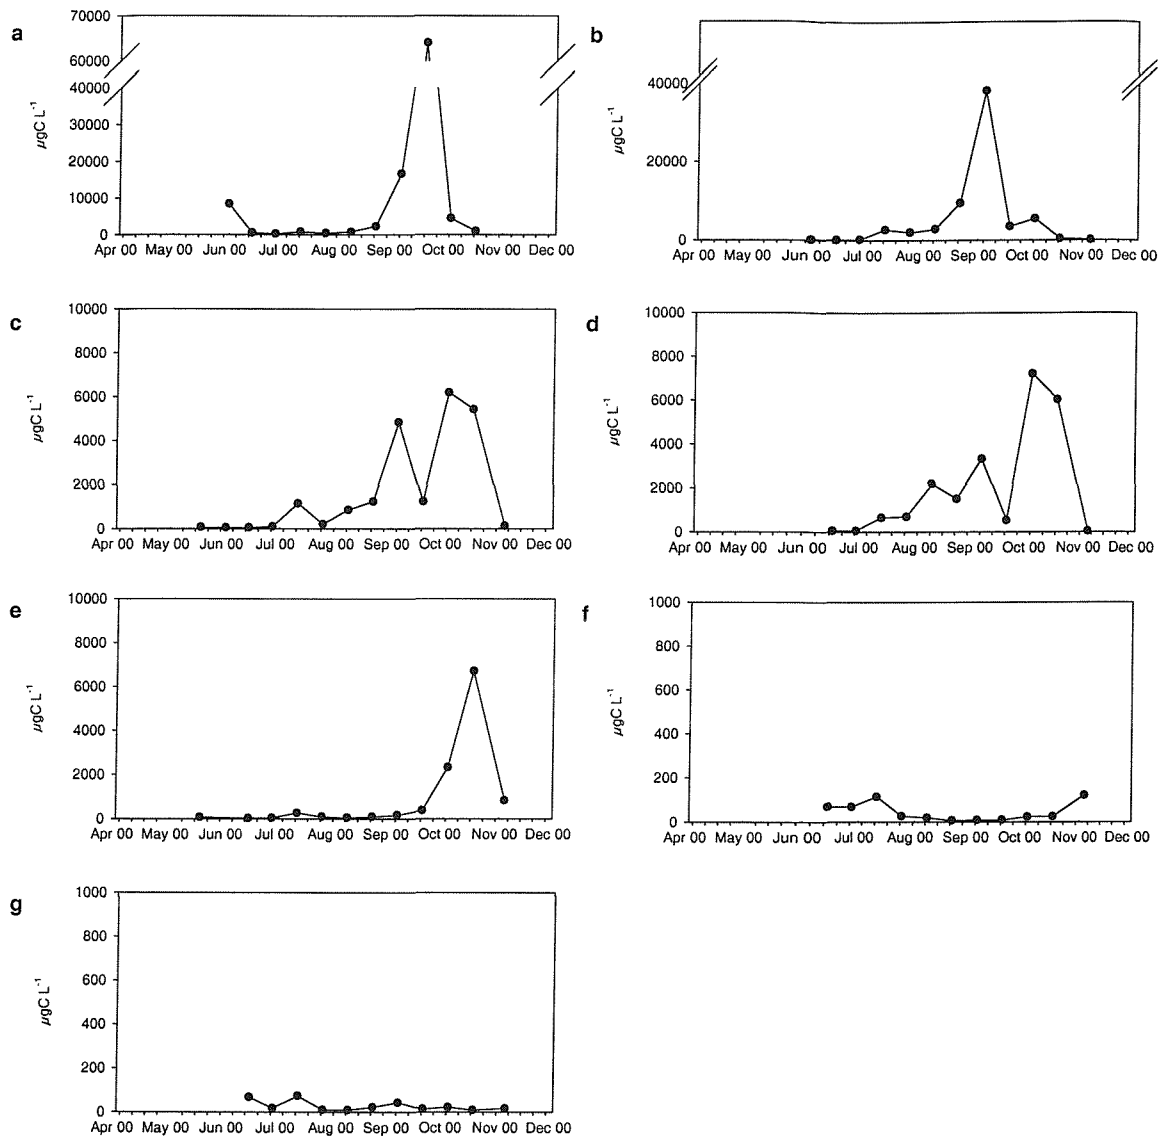 a
70000
60000
40000
30000
20000
10000
0
µgC L⁻¹
Apr 00 May 00 Jun 00 Jul 00 Aug 00 Sep 00 Oct 00 Nov 00 Dec 00
b
40000
20000
0
µgC L⁻¹
Apr 00 May 00 Jun 00 Jul 00 Aug 00 Sep 00 Oct 00 Nov 00 Dec 00
c
10000
8000
6000
4000
2000
0
µgC L⁻¹
Apr 00 May 00 Jun 00 Jul 00 Aug 00 Sep 00 Oct 00 Nov 00 Dec 00
d
10000
8000
6000
4000
2000
0
µgC L⁻¹
Apr 00 May 00 Jun 00 Jul 00 Aug 00 Sep 00 Oct 00 Nov 00 Dec 00
e
10000
8000
6000
4000
2000
0
µgC L⁻¹
Apr 00 May 00 Jun 00 Jul 00 Aug 00 Sep 00 Oct 00 Nov 00 Dec 00
f
1000
800
600
400
200
0
µgC L⁻¹
Apr 00 May 00 Jun 00 Jul 00 Aug 00 Sep 00 Oct 00 Nov 00 Dec 00
g
1000
800
600
400
200
0
µgC L⁻¹
Apr 00 May 00 Jun 00 Jul 00 Aug 00 Sep 00 Oct 00 Nov 00 Dec 00